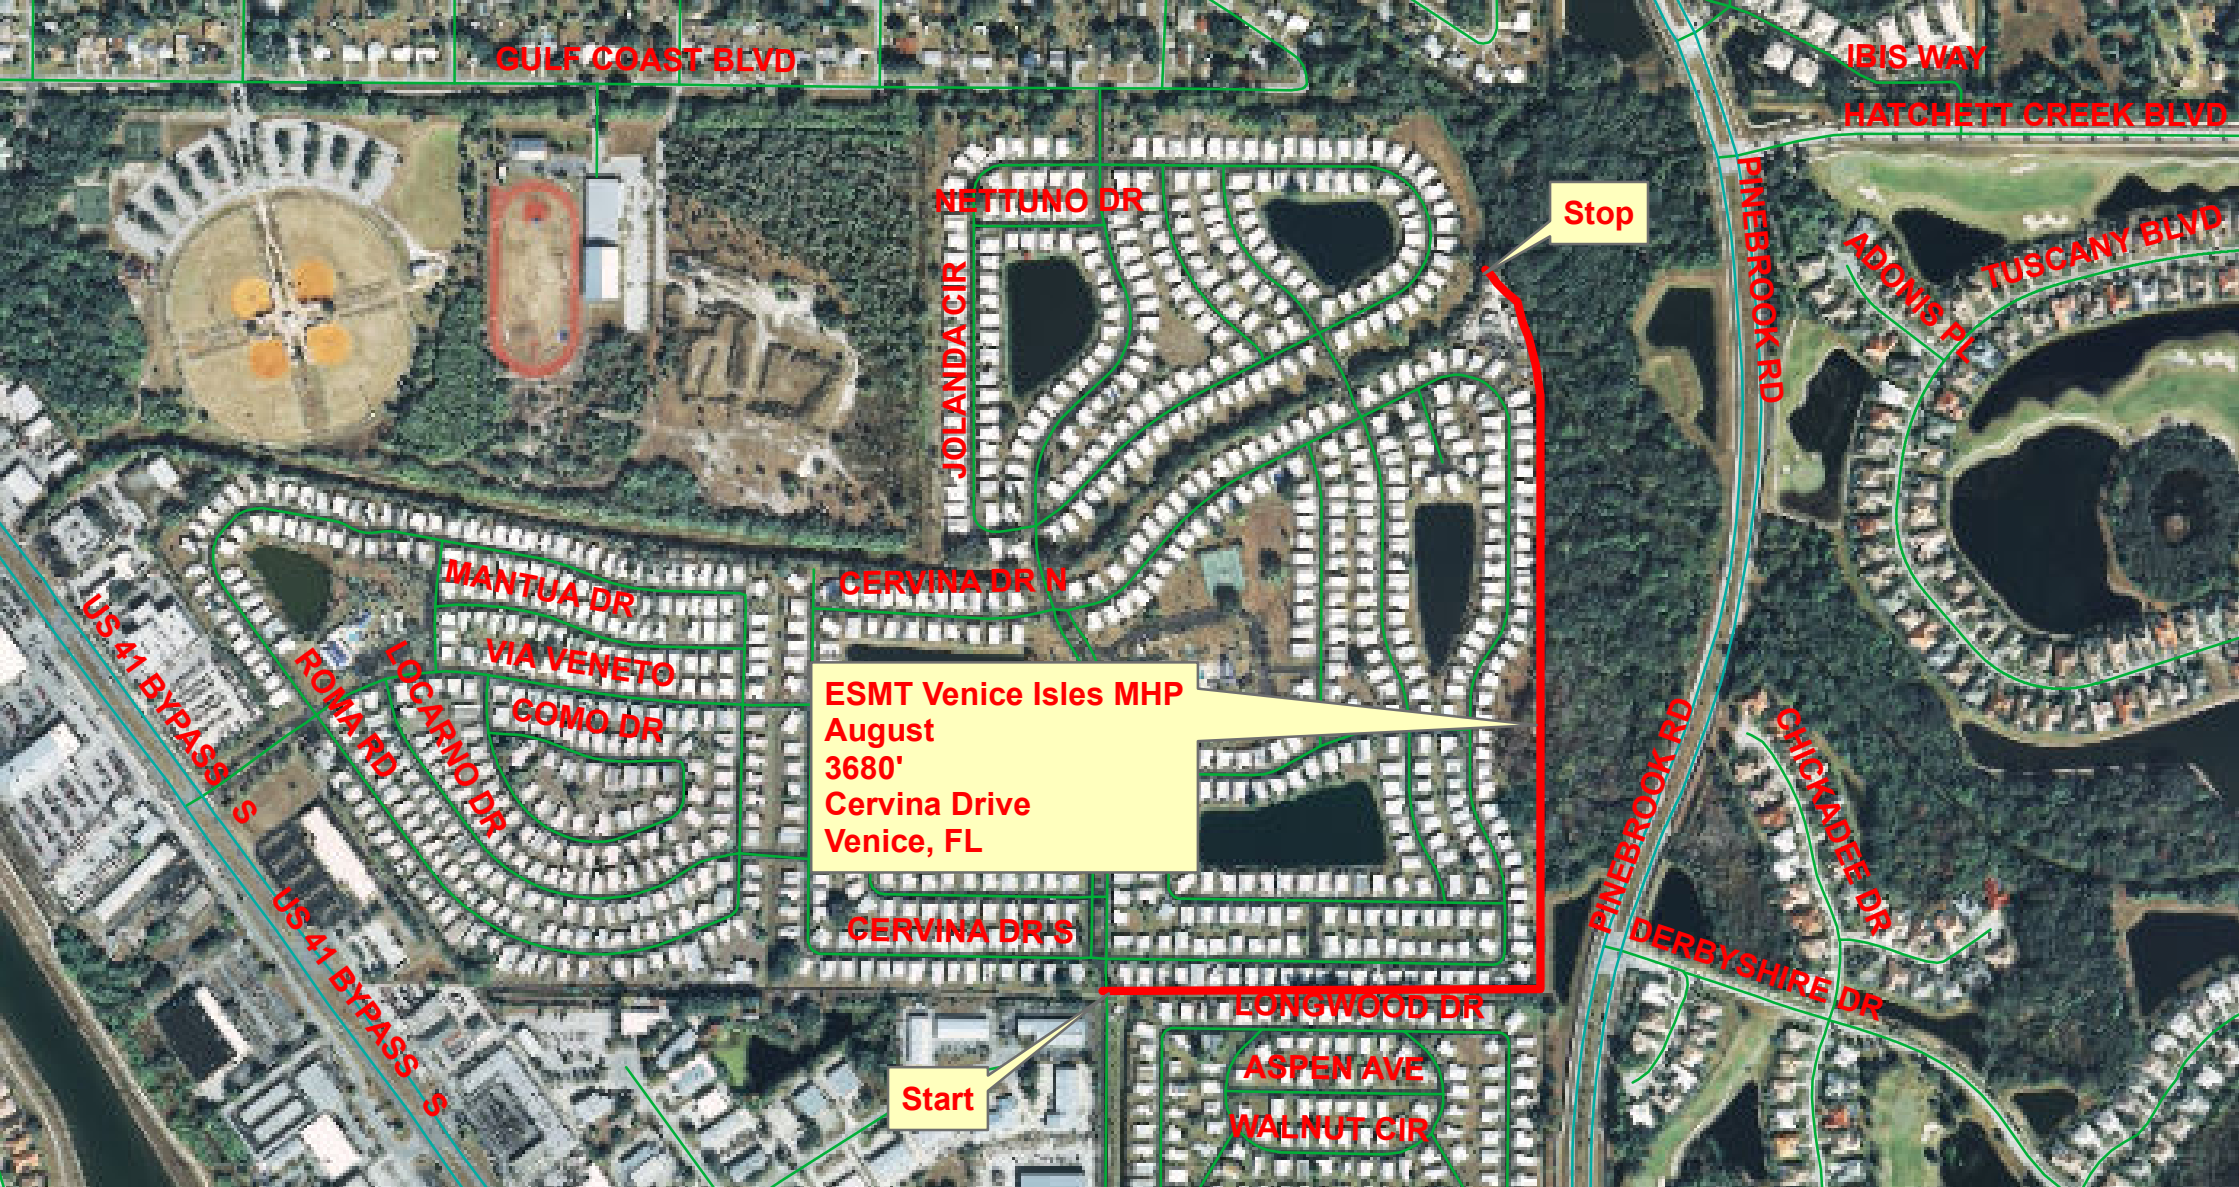 GULF COAST BLVD
IBIS WAY
HATCHETT CREEK BLVD
PINEBROOK RD
NETTUNO DR
Stop
ADONIS PL
TUSCANY BLVD
JOLANDA CIR
MANTUA DR
CERVINA DR N
US 41 BYPASS S
ROMA RD
LOCARNO DR
VIA VENETO
COMO DR
ESMT Venice Isles MHP
August
3680'
Cervina Drive
Venice, FL
PINEBROOK RD
CHICKADEE DR
US 41 BYPASS S
CERVINA DR S
DERBYSHIRE DR
LONGWOOD DR
ASPEN AVE
Start
WALNUT CIR